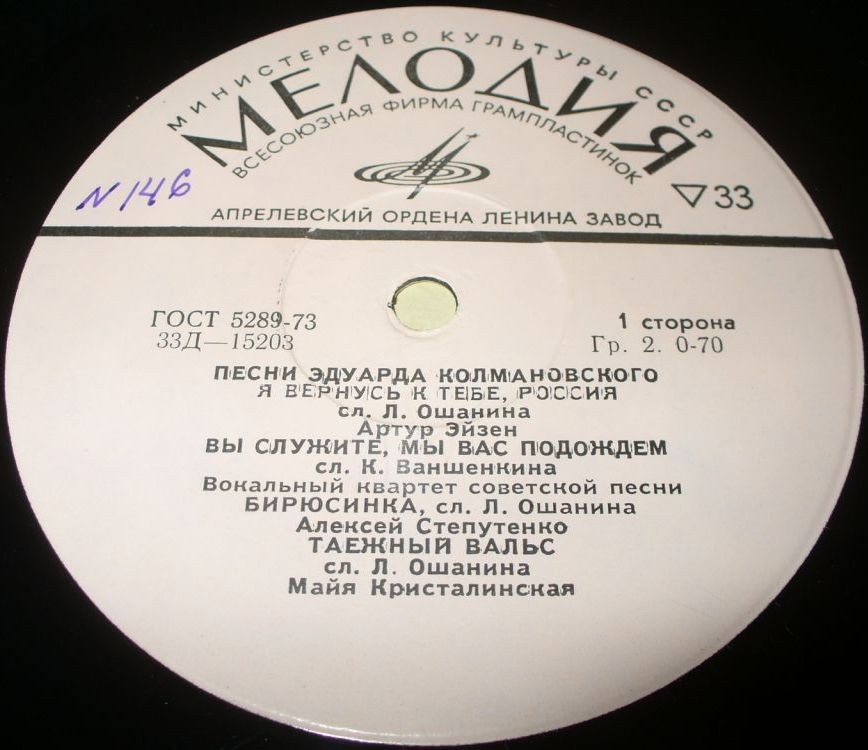 МИНИСТЕРСТВО КУЛЬТУРЫ СССР
МЕЛОДИЯ
ВСЕСОЮЗНАЯ ФИРМА ГРАМПЛАСТИНОК
N 146
33
АПРЕЛЕВСКИЙ ОРДЕНА ЛЕНИНА ЗАВОД
ГОСТ 5289-73
33Д—15203
1 сторона
Гр. 2. 0-70
ПЕСНИ ЭДУАРДА КОЛМАНОВСКОГО
Я ВЕРНУСЬ К ТЕБЕ, РОССИЯ
сл. Л. Ошанина
Артур Эйзен
ВЫ СЛУЖИТЕ, МЫ ВАС ПОДОЖДЕМ
сл. К. Ваншенкина
Вокальный квартет советской песни
БИРЮСИНКА, сл. Л. Ошанина
Алексей Степутенко
ТАЕЖНЫЙ ВАЛЬС
сл. Л. Ошанина
Майя Кристалинская